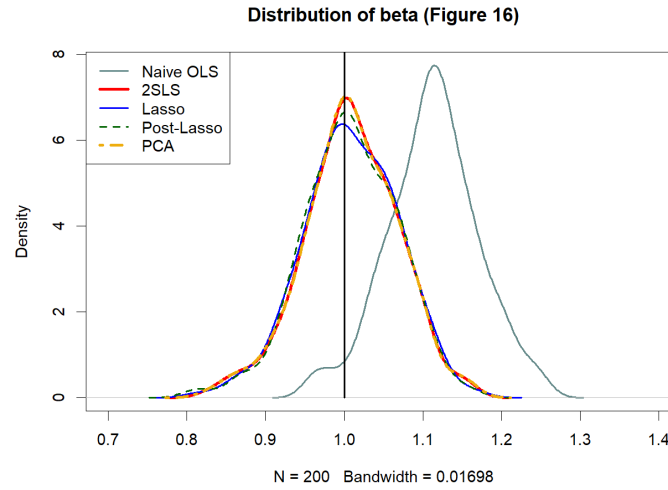 Distribution of beta (Figure 16)
8
Naive OLS
2SLS
Lasso
Post-Lasso
PCA
6
4
2
0
Density
0.7 0.8 0.9 1.0 1.1 1.2 1.3 1.4
N = 200 Bandwidth = 0.01698